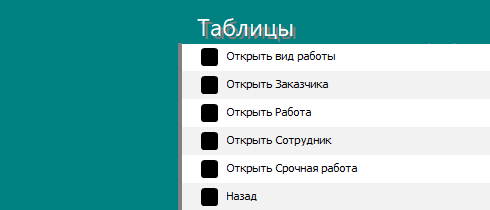 Таблицы
Открыть вид работы
Открыть Заказчика
Открыть Работа
Открыть Сотрудник
Открыть Срочная работа
Назад